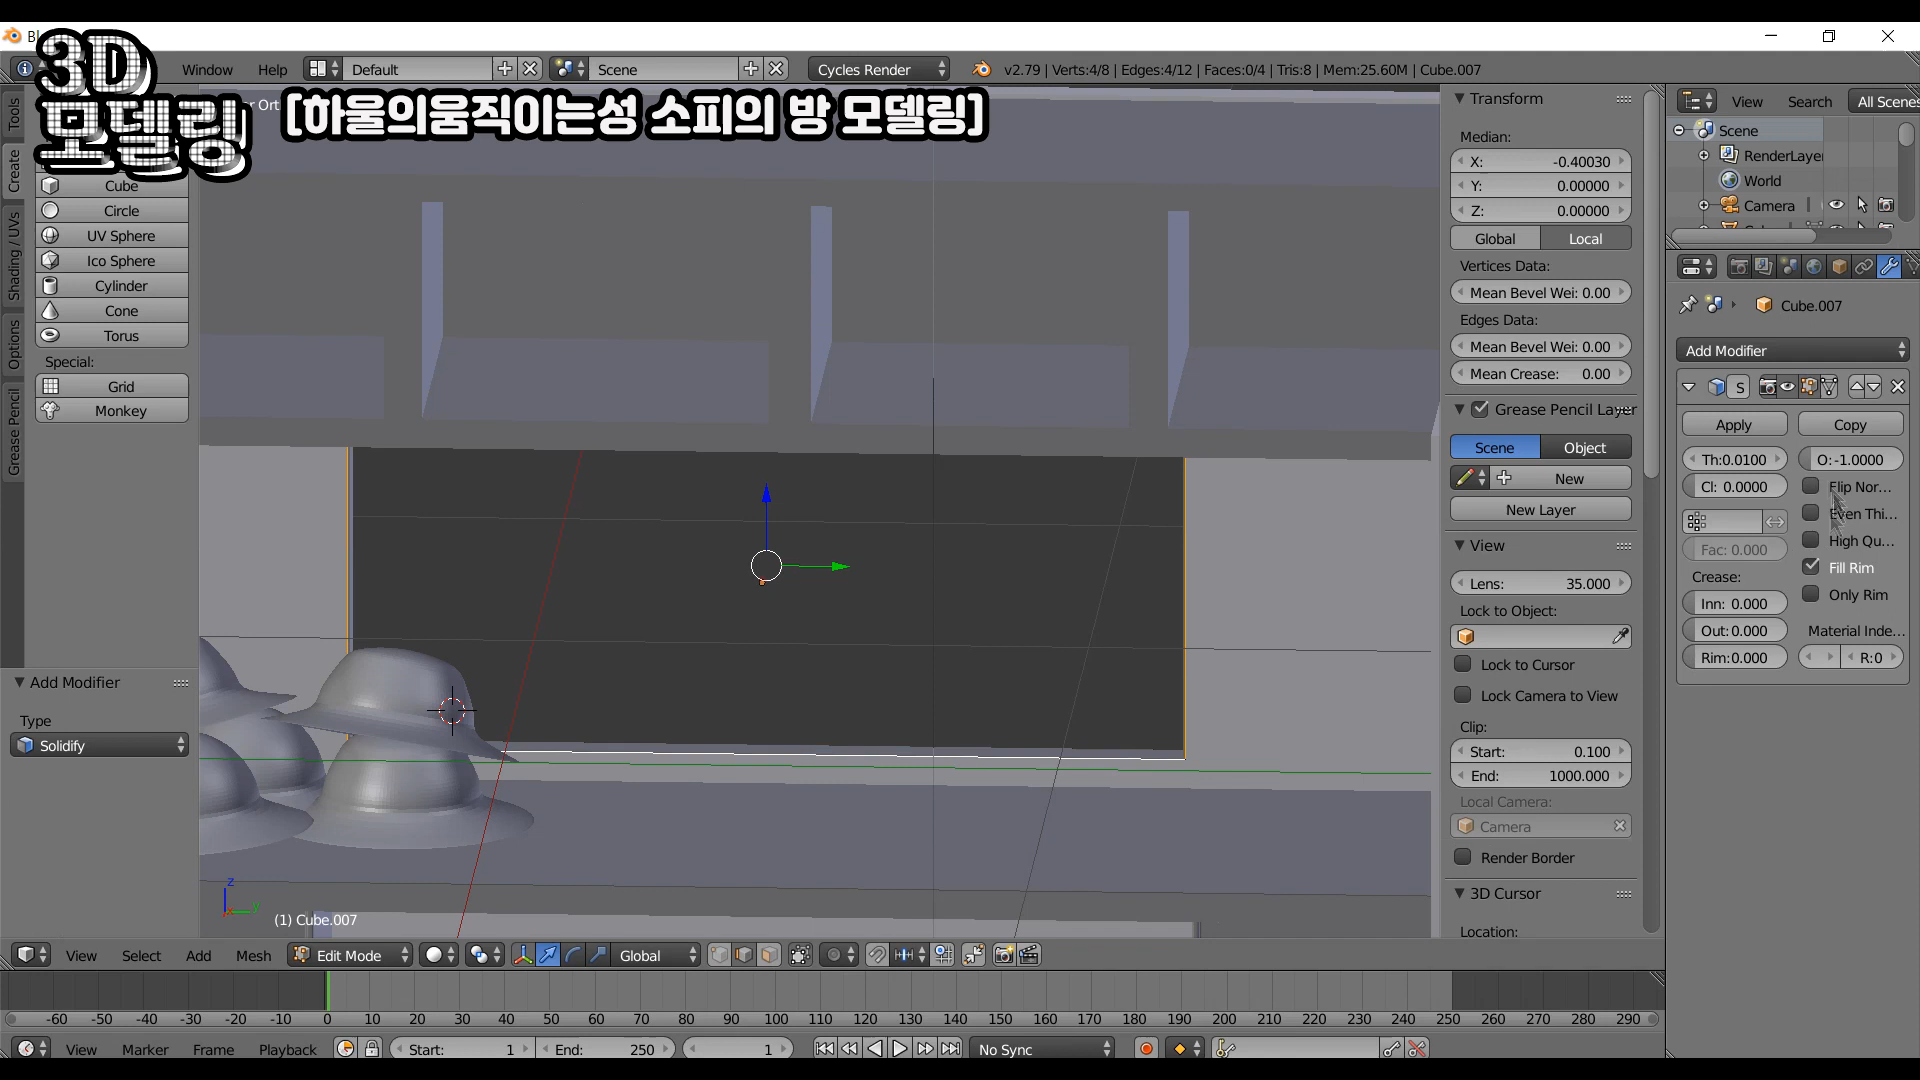 3D
모델링
[하울의움직이는성 소피의 방 모델링]
Window
Help
Default
Scene
Cycles Render
v2.79 | Verts:4/8 | Edges:4/12 | Faces:0/4 | Tris:8 | Mem:25.60M | Cube.007
Tools
Create
Shading / UVs
Options
Grease Pencil
Cube
Circle
UV Sphere
Ico Sphere
Cylinder
Cone
Torus
Special:
Grid
Monkey
Add Modifier
Type
Solidify
(1) Cube.007
Transform
Median:
X: -0.40030
Y: 0.00000
Z: 0.00000
Global Local
Vertices Data:
Mean Bevel Wei: 0.00
Edges Data:
Mean Bevel Wei: 0.00
Mean Crease: 0.00
Grease Pencil Layer
Scene Object
New
New Layer
View
Lens: 35.000
Lock to Object:
Lock to Cursor
Lock Camera to View
Clip:
Start: 0.100
End: 1000.000
Local Camera:
Camera
Render Border
3D Cursor
Location:
View Search All Scenes
Scene
RenderLayer
World
Camera
Cube.007
Add Modifier
S
Apply Copy
Th:0.0100 O:-1.0000
Cl: 0.0000 Flip Nor...
Even Thi...
High Qu...
Fac: 0.000
Fill Rim
Crease:
Only Rim
Inn: 0.000
Out:0.000 Material Inde...
Rim:0.000 R:0
z
y
View Select Add Mesh Edit Mode Global
-60 -50 -40 -30 -20 -10 0 10 20 30 40 50 60 70 80 90 100 110 120 130 140 150 160 170 180 190 200 210 220 230 240 250 260 270 280 290
View Marker Frame Playback Start: 1 End: 250 1 No Sync